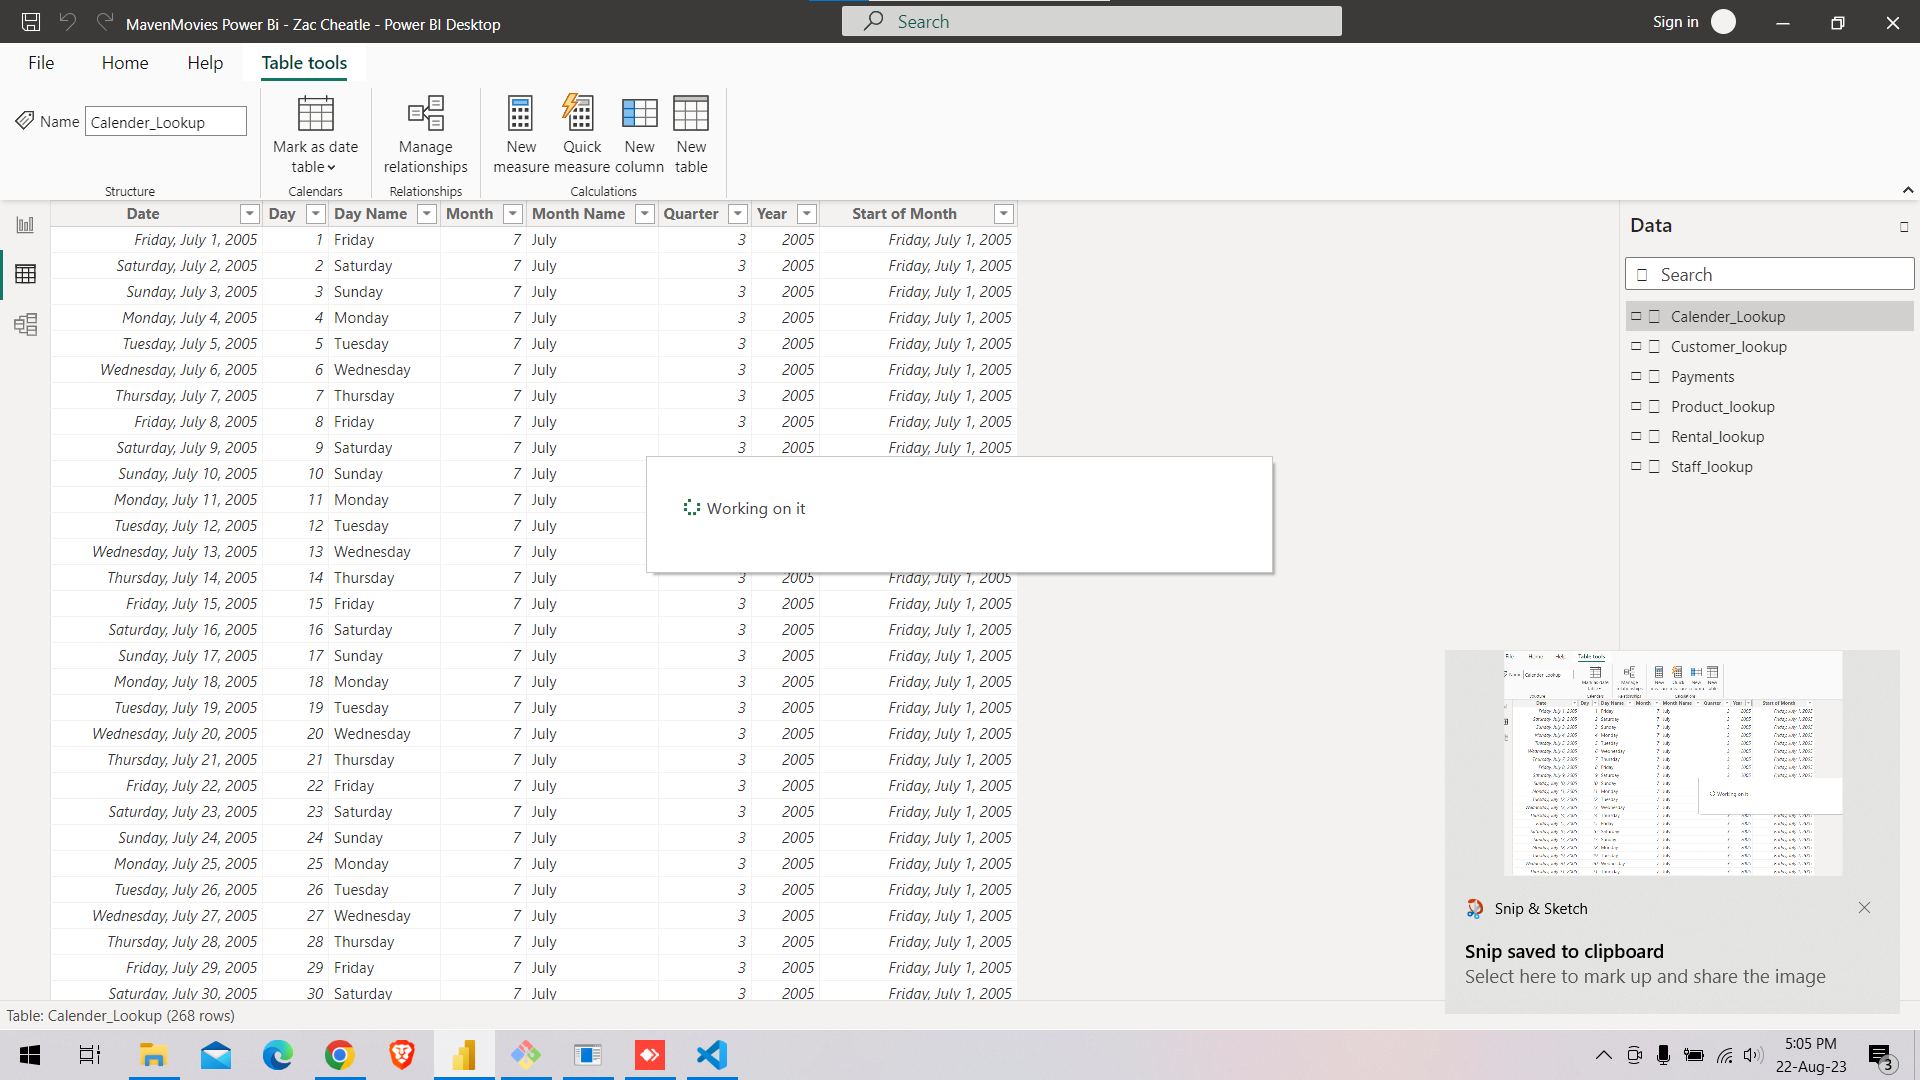 MavenMovies Power Bi - Zac Cheatle - Power BI Desktop
Search
Sign in
File Home Help Table tools
Name Calender_Lookup
Mark as date table
Manage relationships
New measure
Quick measure
New column
New table
Structure Calendars Relationships Calculations
Date Day Day Name Month Month Name Quarter Year Start of Month
Friday, July 1, 2005 1 Friday 7 July 3 2005 Friday, July 1, 2005
Saturday, July 2, 2005 2 Saturday 7 July 3 2005 Friday, July 1, 2005
Sunday, July 3, 2005 3 Sunday 7 July 3 2005 Friday, July 1, 2005
Monday, July 4, 2005 4 Monday 7 July 3 2005 Friday, July 1, 2005
Tuesday, July 5, 2005 5 Tuesday 7 July 3 2005 Friday, July 1, 2005
Wednesday, July 6, 2005 6 Wednesday 7 July 3 2005 Friday, July 1, 2005
Thursday, July 7, 2005 7 Thursday 7 July 3 2005 Friday, July 1, 2005
Friday, July 8, 2005 8 Friday 7 July 3 2005 Friday, July 1, 2005
Saturday, July 9, 2005 9 Saturday 7 July 3 2005 Friday, July 1, 2005
Sunday, July 10, 2005 10 Sunday 7 July
Monday, July 11, 2005 11 Monday 7 July
Tuesday, July 12, 2005 12 Tuesday 7 July
Wednesday, July 13, 2005 13 Wednesday 7 July
Thursday, July 14, 2005 14 Thursday 7 July 3 2005 Friday, July 1, 2005
Friday, July 15, 2005 15 Friday 7 July 3 2005 Friday, July 1, 2005
Saturday, July 16, 2005 16 Saturday 7 July 3 2005 Friday, July 1, 2005
Sunday, July 17, 2005 17 Sunday 7 July 3 2005 Friday, July 1, 2005
Monday, July 18, 2005 18 Monday 7 July 3 2005 Friday, July 1, 2005
Tuesday, July 19, 2005 19 Tuesday 7 July 3 2005 Friday, July 1, 2005
Wednesday, July 20, 2005 20 Wednesday 7 July 3 2005 Friday, July 1, 2005
Thursday, July 21, 2005 21 Thursday 7 July 3 2005 Friday, July 1, 2005
Friday, July 22, 2005 22 Friday 7 July 3 2005 Friday, July 1, 2005
Saturday, July 23, 2005 23 Saturday 7 July 3 2005 Friday, July 1, 2005
Sunday, July 24, 2005 24 Sunday 7 July 3 2005 Friday, July 1, 2005
Monday, July 25, 2005 25 Monday 7 July 3 2005 Friday, July 1, 2005
Tuesday, July 26, 2005 26 Tuesday 7 July 3 2005 Friday, July 1, 2005
Wednesday, July 27, 2005 27 Wednesday 7 July 3 2005 Friday, July 1, 2005
Thursday, July 28, 2005 28 Thursday 7 July 3 2005 Friday, July 1, 2005
Friday, July 29, 2005 29 Friday 7 July 3 2005 Friday, July 1, 2005
Saturday, July 30, 2005 30 Saturday 7 July 3 2005 Friday, July 1, 2005
Table: Calender_Lookup (268 rows)
Working on it
Data
Search
Calender_Lookup
Customer_lookup
Payments
Product_lookup
Rental_lookup
Staff_lookup
Snip & Sketch
Snip saved to clipboard
Select here to mark up and share the image
5:05 PM
22-Aug-23
3